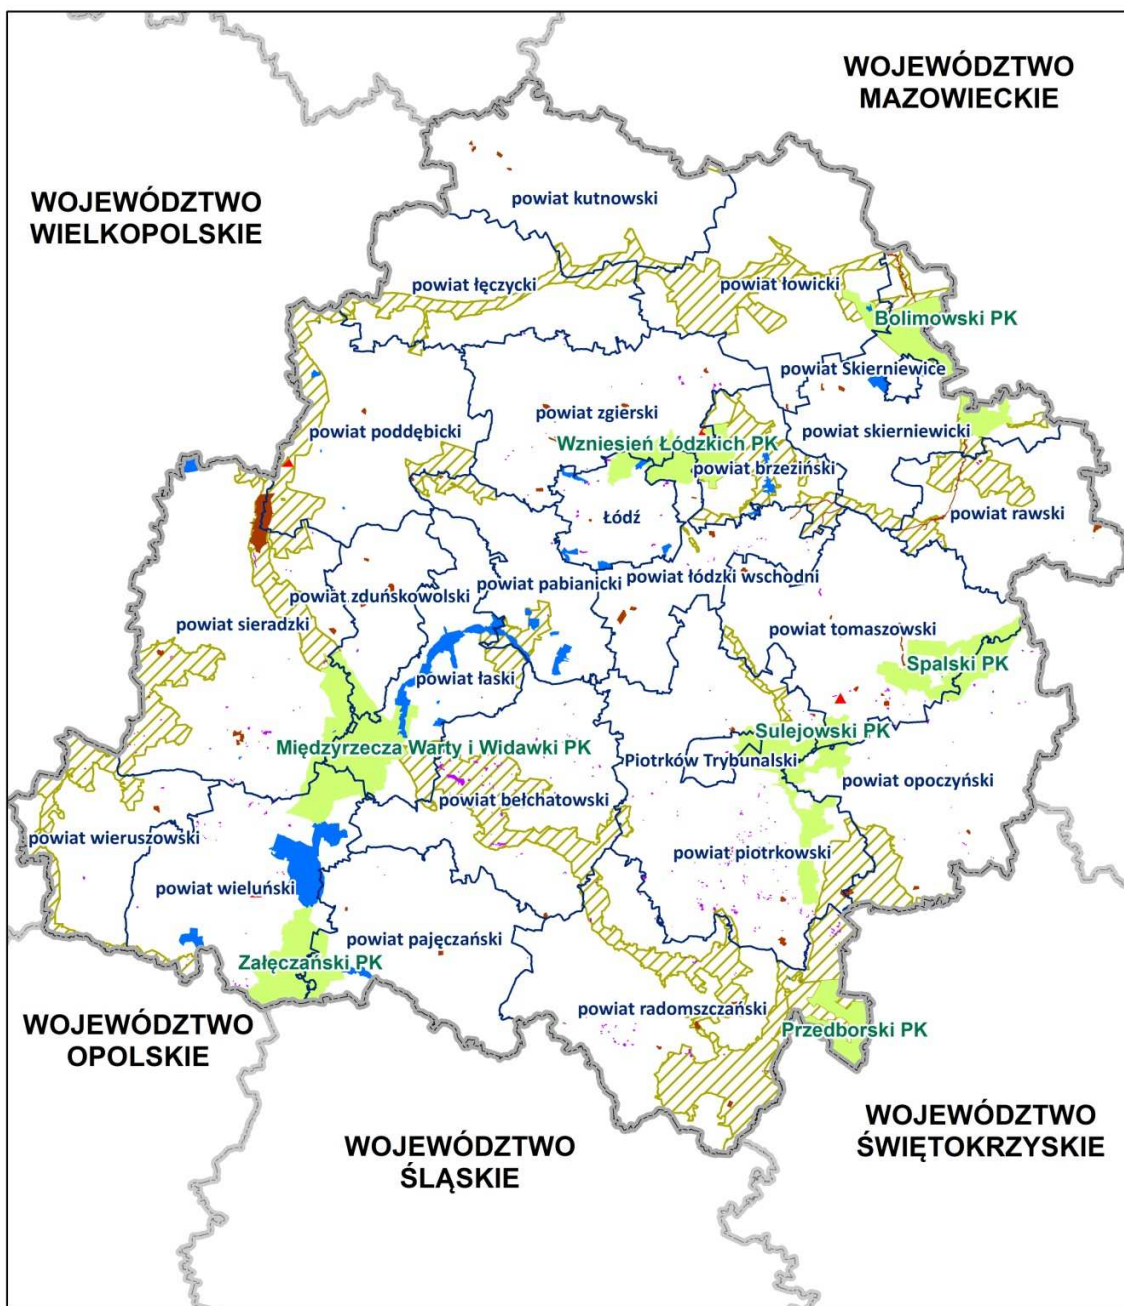 WOJEWÓDZTWO
MAZOWIECKIE
WOJEWÓDZTWO
WIELKOPOLSKIE
powiat kutnowski
powiat łęczycki
powiat łowicki
Bolimowski PK
powiat Skierniewice
powiat zgierski
powiat poddębicki
powiat skierniewicki
Wzniesień Łódzkich PK
powiat brzeziński
Łódź
powiat rawski
powiat pabianicki
powiat łódzki wschodni
powiat zduńskowolski
powiat sieradzki
powiat tomaszowski
Spalski PK
powiat łaski
Sulejowski PK
Międzyrzecza Warty i Widawki PK
Piotrków Trybunalski
powiat opoczyński
powiat bełchatowski
powiat wieruszowski
powiat piotrkowski
powiat wieluński
powiat pajęczański
Załęczański PK
powiat radomszczański
Przedborski PK
WOJEWÓDZTWO
OPOLSKIE
WOJEWÓDZTWO
ŚLĄSKIE
WOJEWÓDZTWO
ŚWIĘTOKRZYSKIE